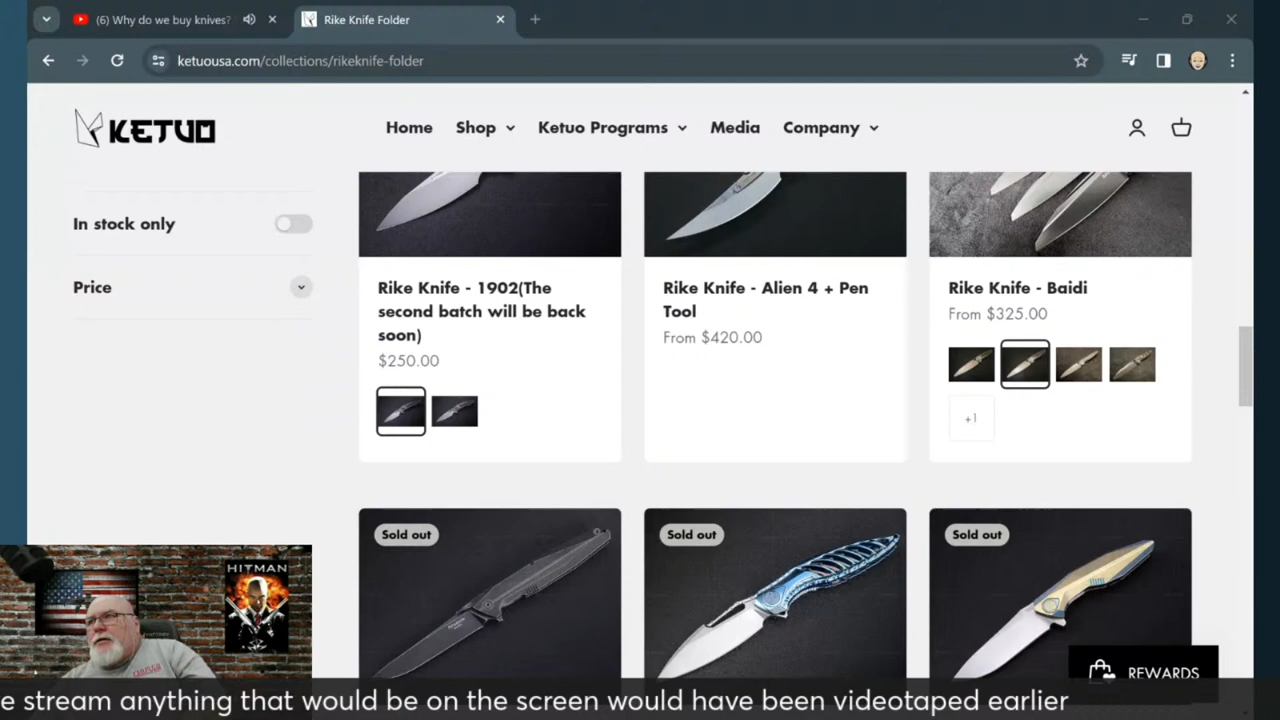 (6) Why do we buy knives?
Rike Knife Folder
ketuousa.com/collections/rikeknife-folder
KETUO
Home
Shop
Ketuo Programs
Media
Company
In stock only
Price
Rike Knife - 1902(The
second batch will be back
soon)
$250.00
Rike Knife - Alien 4 + Pen
Tool
From $420.00
Rike Knife - Baidi
From $325.00
+1
Sold out
Sold out
Sold out
HITMAN
REWARDS
e stream anything that would be on the screen would have been videotaped earlier